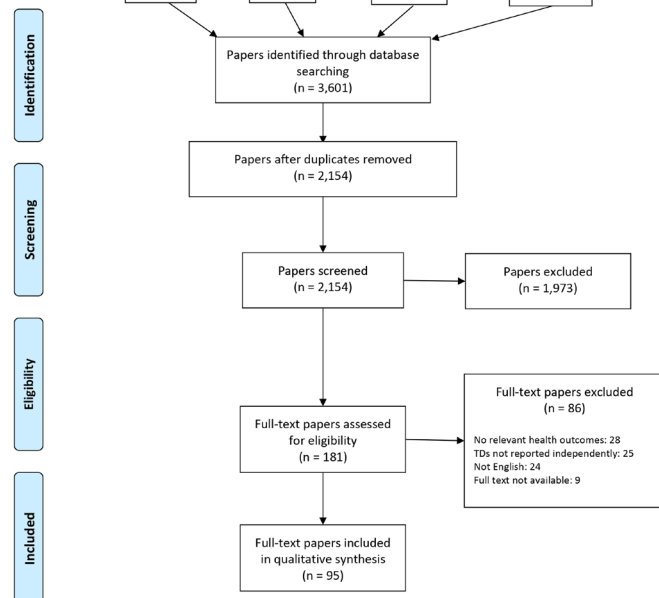 Identification
Papers identified through database
searching
(n = 3,601)
Papers after duplicates removed
(n = 2,154)
Screening
Papers screened
(n = 2,154)
Papers excluded
(n = 1,973)
Eligibility
Full-text papers assessed
for eligibility
(n = 181)
Full-text papers excluded
(n = 86)
No relevant health outcomes: 28
TDs not reported independently: 25
Not English: 24
Full text not available: 9
Included
Full-text papers included
in qualitative synthesis
(n = 95)